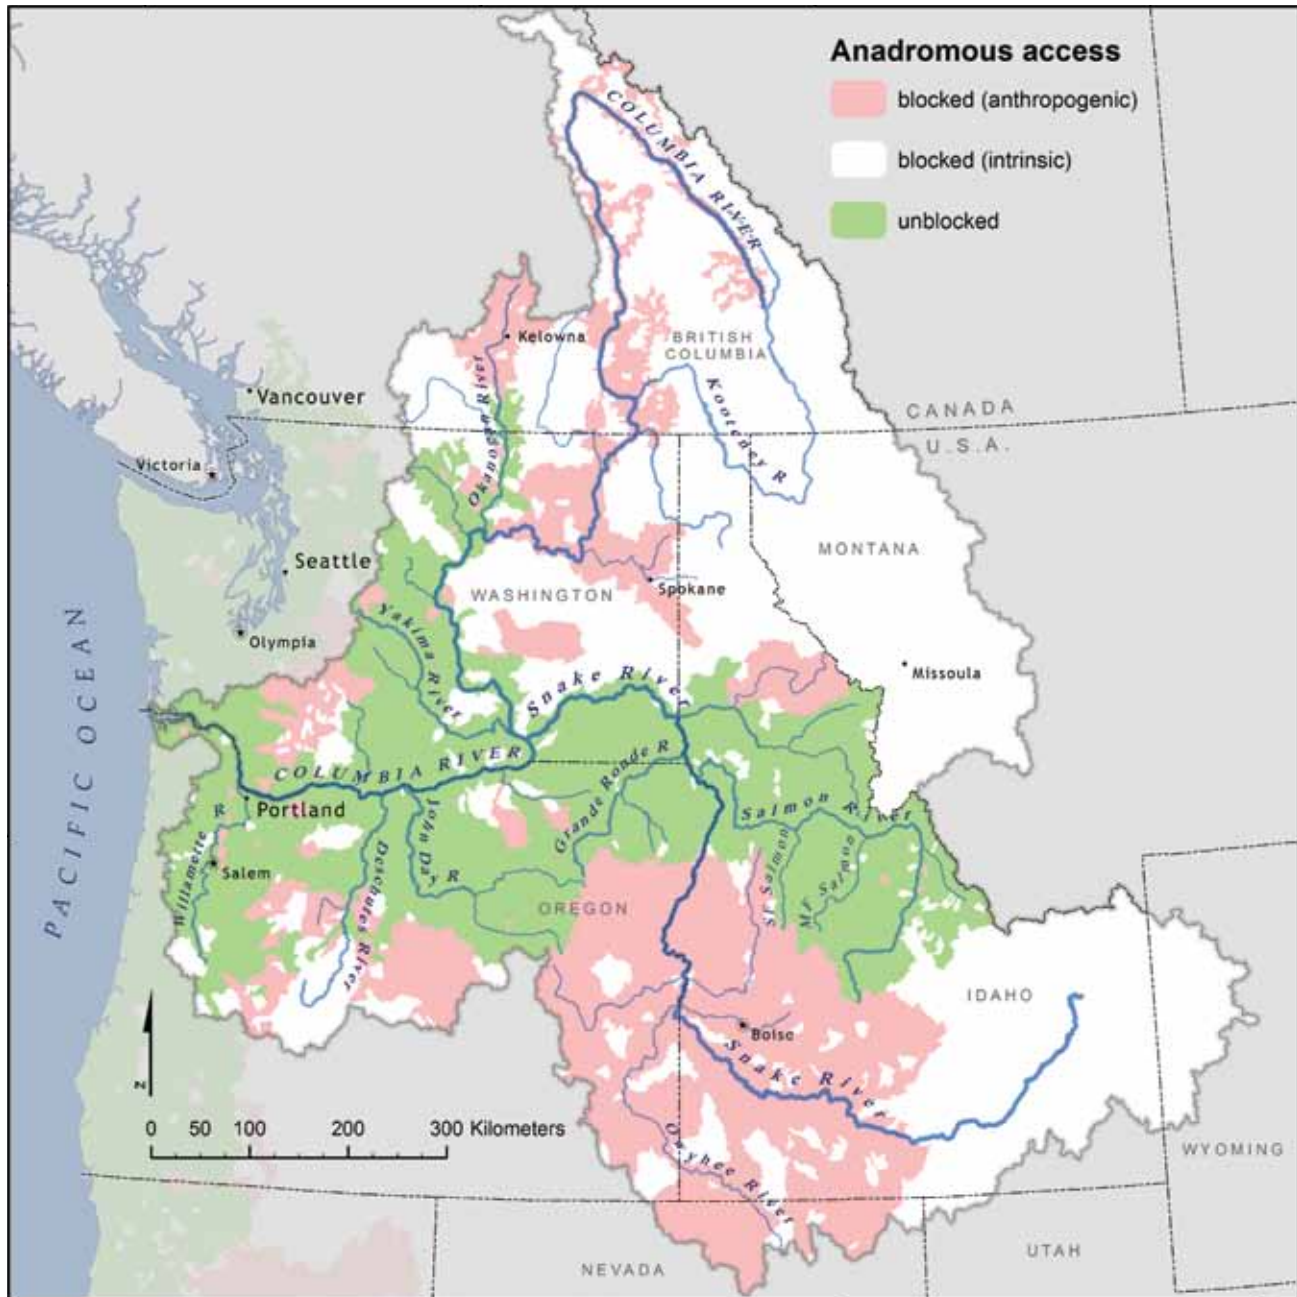 Anadromous access
blocked (anthropogenic)
blocked (intrinsic)
unblocked
COLUMBIA RIVER
Kelowna
BRITISH
COLUMBIA
Okanogan River
Kootenay R
Vancouver
CANADA
U.S.A.
Victoria
Seattle
MONTANA
WASHINGTON
Spokane
Olympia
Yakima River
Missoula
Snake River
PACIFIC OCEAN
COLUMBIA RIVER
Grande Ronde R
Portland
Salmon River
Willamette R
John Day R
Deschutes River
Salem
SF Salmon
MF Salmon
OREGON
IDAHO
Boise
Snake River
N
0 50 100 200 300 Kilometers
Owyhee River
WYOMING
UTAH
NEVADA